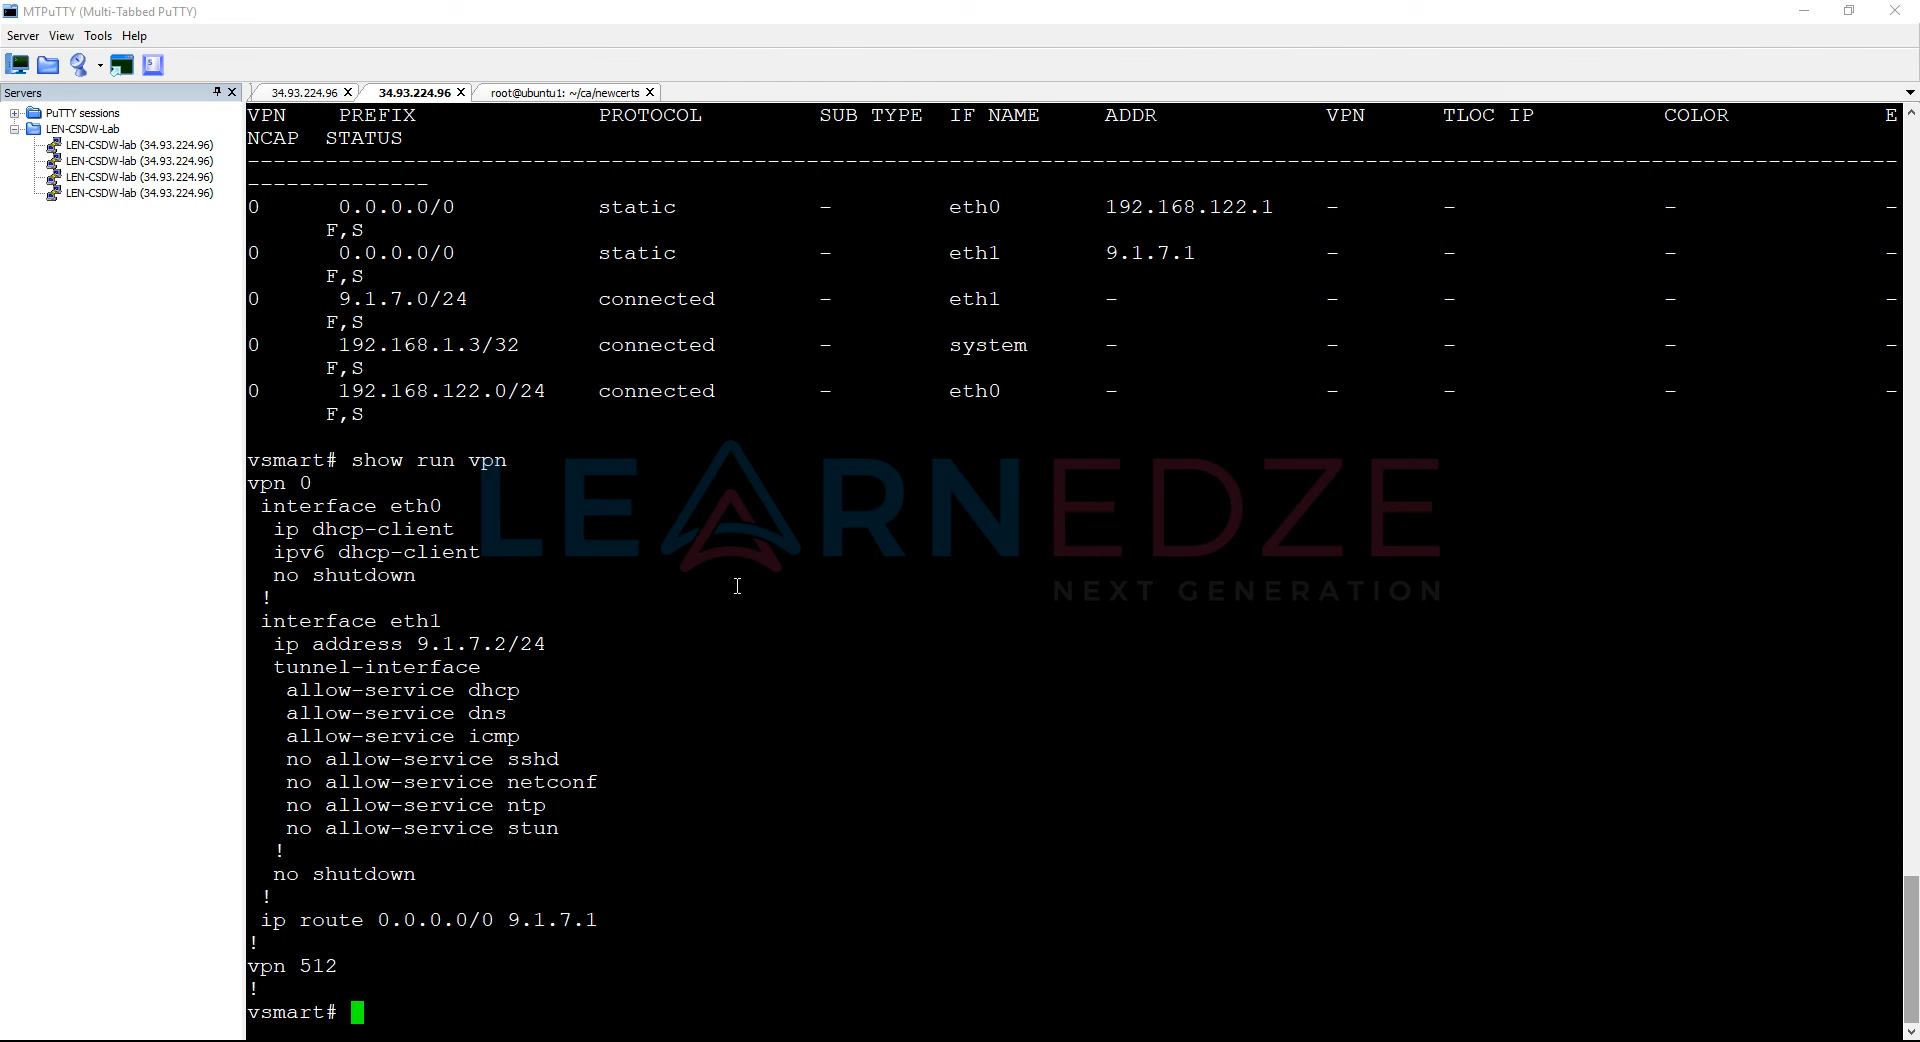 MTPuTTY (Multi-Tabbed PuTTY)
Server View Tools Help
Servers
PuTTY sessions
LEN-CSDW-Lab
LEN-CSDW-lab (34.93.224.96)
LEN-CSDW-lab (34.93.224.96)
LEN-CSDW-lab (34.93.224.96)
LEN-CSDW-lab (34.93.224.96)
34.93.224.96 34.93.224.96 root@ubuntu1: ~/ca/newcerts
VPN PREFIX PROTOCOL SUB TYPE IF NAME ADDR VPN TLOC IP COLOR E
NCAP STATUS
--------------------------------------------------------------------------------------------------------------------------------
--------------
0 0.0.0.0/0 static - eth0 192.168.122.1 - - - -
F,S
0 0.0.0.0/0 static - eth1 9.1.7.1 - - - -
F,S
0 9.1.7.0/24 connected - eth1 - - - - -
F,S
0 192.168.1.3/32 connected - system - - - - -
F,S
0 192.168.122.0/24 connected - eth0 - - - - -
F,S
vsmart# show run vpn
vpn 0
interface eth0
ip dhcp-client
ipv6 dhcp-client
no shutdown
!
interface eth1
ip address 9.1.7.2/24
tunnel-interface
allow-service dhcp
allow-service dns
allow-service icmp
no allow-service sshd
no allow-service netconf
no allow-service ntp
no allow-service stun
!
no shutdown
!
ip route 0.0.0.0/0 9.1.7.1
!
vpn 512
!
vsmart#
LEARNEDZE
NEXT GENERATION